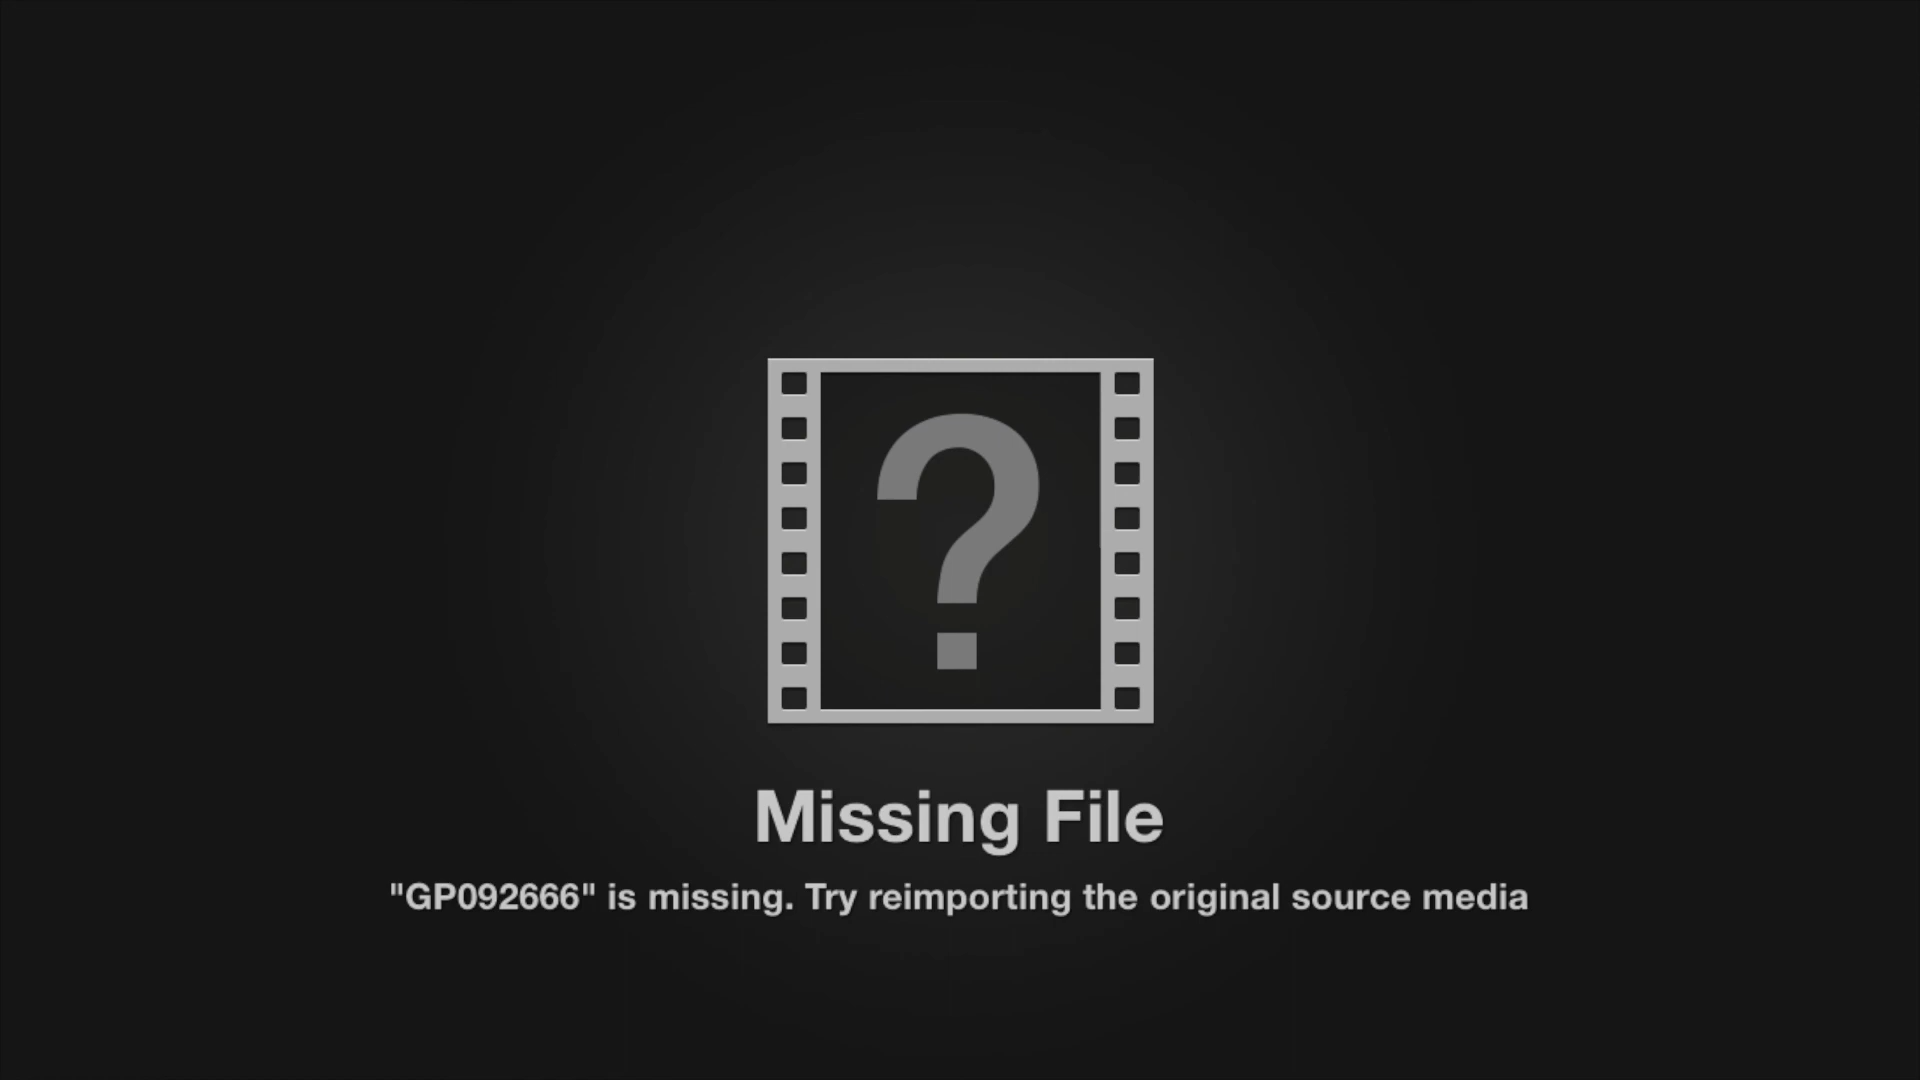 ?
Missing File
"GP092666" is missing. Try reimporting the original source media